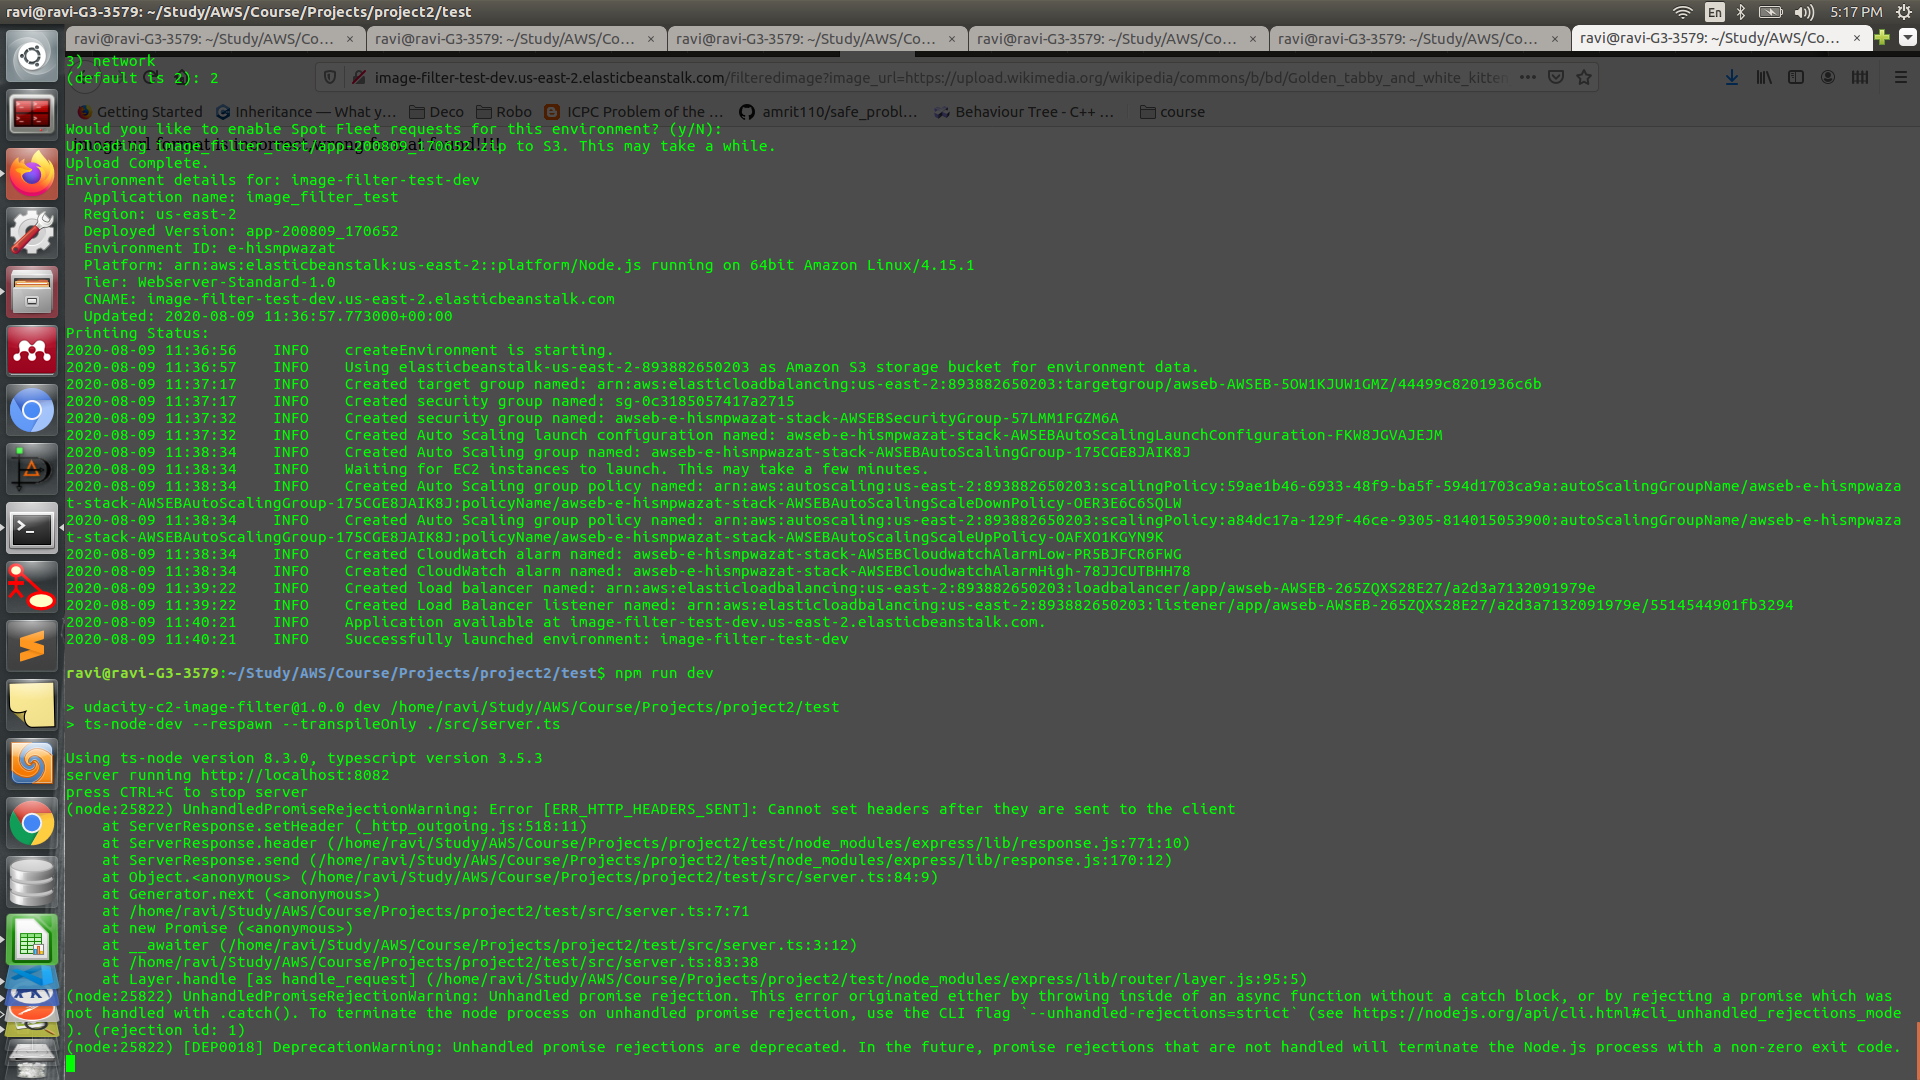 ravi@ravi-G3-3579: ~/Study/AWS/Course/Projects/project2/test
En
5:17 PM
ravi@ravi-G3-3579: ~/Study/AWS/Co… ×
ravi@ravi-G3-3579: ~/Study/AWS/Co… ×
ravi@ravi-G3-3579: ~/Study/AWS/Co… ×
ravi@ravi-G3-3579: ~/Study/AWS/Co… ×
ravi@ravi-G3-3579: ~/Study/AWS/Co… ×
ravi@ravi-G3-3579: ~/Study/AWS/Co… ×
3) network
(default is 2): 2
image-filter-test-dev.us-east-2.elasticbeanstalk.com/filteredimage?image_url=https://upload.wikimedia.org/wikipedia/commons/b/bd/Golden_tabby_and_white_kitten
Getting Started
Inheritance — What y…
Deco
Robo
ICPC Problem of the …
amrit110/safe_probl…
Behaviour Tree - C++ …
course
Would you like to enable Spot Fleet requests for this environment? (y/N):
Uploading image_filter_test/app-200809_170652.zip to S3. This may take a while.
Upload Complete.
Environment details for: image-filter-test-dev
  Application name: image_filter_test
  Region: us-east-2
  Deployed Version: app-200809_170652
  Environment ID: e-hismpwazat
  Platform: arn:aws:elasticbeanstalk:us-east-2::platform/Node.js running on 64bit Amazon Linux/4.15.1
  Tier: WebServer-Standard-1.0
  CNAME: image-filter-test-dev.us-east-2.elasticbeanstalk.com
  Updated: 2020-08-09 11:36:57.773000+00:00
Printing Status:
2020-08-09 11:36:56    INFO    createEnvironment is starting.
2020-08-09 11:36:57    INFO    Using elasticbeanstalk-us-east-2-893882650203 as Amazon S3 storage bucket for environment data.
2020-08-09 11:37:17    INFO    Created target group named: arn:aws:elasticloadbalancing:us-east-2:893882650203:targetgroup/awseb-AWSEB-5OW1KJUW1GMZ/44499c8201936c6b
2020-08-09 11:37:17    INFO    Created security group named: sg-0c3185057417a2715
2020-08-09 11:37:32    INFO    Created security group named: awseb-e-hismpwazat-stack-AWSEBSecurityGroup-57LMM1FGZM6A
2020-08-09 11:37:32    INFO    Created Auto Scaling launch configuration named: awseb-e-hismpwazat-stack-AWSEBAutoScalingLaunchConfiguration-FKW8JGVAJEJM
2020-08-09 11:38:34    INFO    Created Auto Scaling group named: awseb-e-hismpwazat-stack-AWSEBAutoScalingGroup-175CGE8JAIK8J
2020-08-09 11:38:34    INFO    Waiting for EC2 instances to launch. This may take a few minutes.
2020-08-09 11:38:34    INFO    Created Auto Scaling group policy named: arn:aws:autoscaling:us-east-2:893882650203:scalingPolicy:59ae1b46-6933-48f9-ba5f-594d1703ca9a:autoScalingGroupName/awseb-e-hismpwaza
t-stack-AWSEBAutoScalingGroup-175CGE8JAIK8J:policyName/awseb-e-hismpwazat-stack-AWSEBAutoScalingScaleDownPolicy-OER3E6C6SQLW
2020-08-09 11:38:34    INFO    Created Auto Scaling group policy named: arn:aws:autoscaling:us-east-2:893882650203:scalingPolicy:a84dc17a-129f-46ce-9305-814015053900:autoScalingGroupName/awseb-e-hismpwaza
t-stack-AWSEBAutoScalingGroup-175CGE8JAIK8J:policyName/awseb-e-hismpwazat-stack-AWSEBAutoScalingScaleUpPolicy-OAFXO1KGYN9K
2020-08-09 11:38:34    INFO    Created CloudWatch alarm named: awseb-e-hismpwazat-stack-AWSEBCloudwatchAlarmLow-PR5BJFCR6FWG
2020-08-09 11:38:34    INFO    Created CloudWatch alarm named: awseb-e-hismpwazat-stack-AWSEBCloudwatchAlarmHigh-78JJCUTBHH78
2020-08-09 11:39:22    INFO    Created load balancer named: arn:aws:elasticloadbalancing:us-east-2:893882650203:loadbalancer/app/awseb-AWSEB-265ZQXS28E27/a2d3a7132091979e
2020-08-09 11:39:22    INFO    Created Load Balancer listener named: arn:aws:elasticloadbalancing:us-east-2:893882650203:listener/app/awseb-AWSEB-265ZQXS28E27/a2d3a7132091979e/5514544901fb3294
2020-08-09 11:40:21    INFO    Application available at image-filter-test-dev.us-east-2.elasticbeanstalk.com.
2020-08-09 11:40:21    INFO    Successfully launched environment: image-filter-test-dev
ravi@ravi-G3-3579:~/Study/AWS/Course/Projects/project2/test$ npm run dev
> udacity-c2-image-filter@1.0.0 dev /home/ravi/Study/AWS/Course/Projects/project2/test
> ts-node-dev --respawn --transpileOnly ./src/server.ts
Using ts-node version 8.3.0, typescript version 3.5.3
server running http://localhost:8082
press CTRL+C to stop server
(node:25822) UnhandledPromiseRejectionWarning: Error [ERR_HTTP_HEADERS_SENT]: Cannot set headers after they are sent to the client
    at ServerResponse.setHeader (_http_outgoing.js:518:11)
    at ServerResponse.header (/home/ravi/Study/AWS/Course/Projects/project2/test/node_modules/express/lib/response.js:771:10)
    at ServerResponse.send (/home/ravi/Study/AWS/Course/Projects/project2/test/node_modules/express/lib/response.js:170:12)
    at Object.<anonymous> (/home/ravi/Study/AWS/Course/Projects/project2/test/src/server.ts:84:9)
    at Generator.next (<anonymous>)
    at /home/ravi/Study/AWS/Course/Projects/project2/test/src/server.ts:7:71
    at new Promise (<anonymous>)
    at __awaiter (/home/ravi/Study/AWS/Course/Projects/project2/test/src/server.ts:3:12)
    at /home/ravi/Study/AWS/Course/Projects/project2/test/src/server.ts:83:38
    at Layer.handle [as handle_request] (/home/ravi/Study/AWS/Course/Projects/project2/test/node_modules/express/lib/router/layer.js:95:5)
(node:25822) UnhandledPromiseRejectionWarning: Unhandled promise rejection. This error originated either by throwing inside of an async function without a catch block, or by rejecting a promise which was
not handled with .catch(). To terminate the node process on unhandled promise rejection, use the CLI flag `--unhandled-rejections=strict` (see https://nodejs.org/api/cli.html#cli_unhandled_rejections_mode
). (rejection id: 1)
(node:25822) [DEP0018] DeprecationWarning: Unhandled promise rejections are deprecated. In the future, promise rejections that are not handled will terminate the Node.js process with a non-zero exit code.